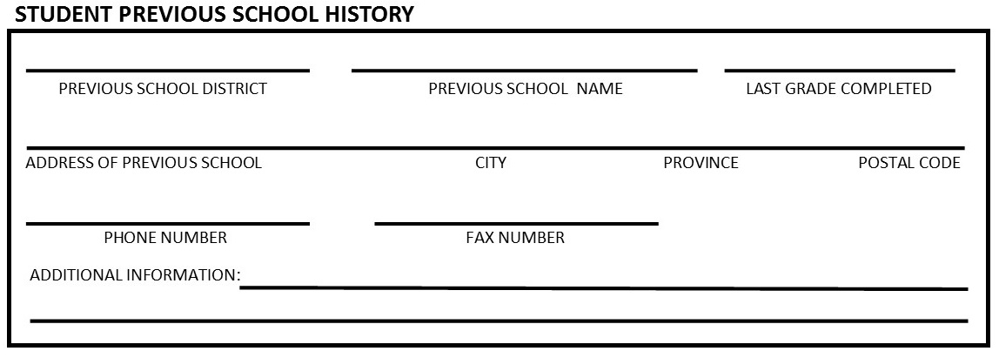 STUDENT PREVIOUS SCHOOL HISTORY
PREVIOUS SCHOOL DISTRICT PREVIOUS SCHOOL NAME LAST GRADE COMPLETED
ADDRESS OF PREVIOUS SCHOOL CITY PROVINCE POSTAL CODE
PHONE NUMBER FAX NUMBER
ADDITIONAL INFORMATION: